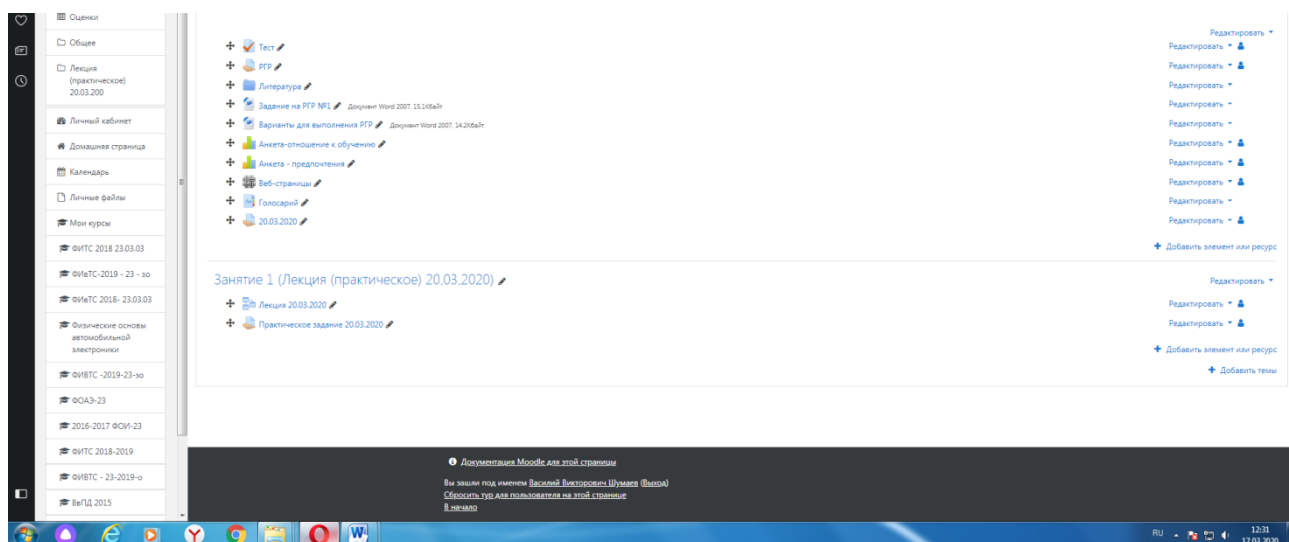 Оценки
Общее
Лекция
(практическое)
20.03.200
Личный кабинет
Домашняя страница
Календарь
Личные файлы
Мои курсы
ФИТС 2018 23.03.03
ФИвТС-2019 - 23 - зо
ФИвТС 2018- 23.03.03
Физические основы
автомобильной
электроники
ФИВТС -2019-23-зо
ФОАЭ-23
2016-2017 ФОИ-23
ФИТС 2018-2019
ФИВТС - 23-2019-о
ВвПД 2015
Редактировать
Тест Редактировать
РГР Редактировать
Литература Редактировать
Задание на РГР №1 Документ Word 2007, 15.1Кбайт Редактировать
Варианты для выполнения РГР Документ Word 2007, 14.2Кбайт Редактировать
Анкета-отношение к обучению Редактировать
Анкета - предпочтения Редактировать
Веб-страницы Редактировать
Голосарий Редактировать
20.03.2020 Редактировать
Добавить элемент или ресурс
Занятие 1 (Лекция (практическое) 20.03.2020) Редактировать
Лекция 20.03.2020 Редактировать
Практическое задание 20.03.2020 Редактировать
Добавить элемент или ресурс
Добавить темы
Документация Moodle для этой страницы
Вы зашли под именем Василий Викторович Шумаев (Выход)
Сбросить тур для пользователя на этой странице
В начало
RU 12:31
17.03.2020